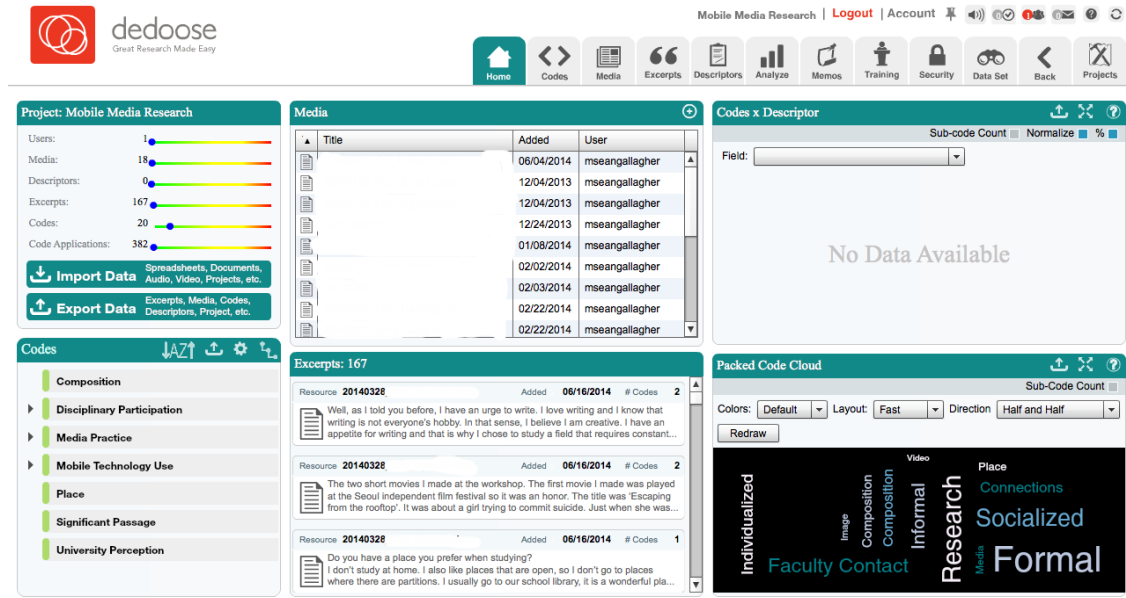 dedoose
Great Research Made Easy
Mobile Media Research | Logout | Account
Home
Codes
Media
Excerpts
Descriptors
Analyze
Memos
Training
Security
Data Set
Back
Projects
Project: Mobile Media Research
Users: 1
Media: 18
Descriptors: 0
Excerpts: 167
Codes: 20
Code Applications: 382
Import Data
Spreadsheets, Documents,
Audio, Video, Projects, etc.
Export Data
Excerpts, Media, Codes,
Descriptors, Project, etc.
Codes
AZ
Composition
Disciplinary Participation
Media Practice
Mobile Technology Use
Place
Significant Passage
University Perception
Media
Title Added User
06/04/2014 mseangallagher
12/04/2013 mseangallagher
12/04/2013 mseangallagher
12/24/2013 mseangallagher
01/08/2014 mseangallagher
02/02/2014 mseangallagher
02/03/2014 mseangallagher
02/22/2014 mseangallagher
02/22/2014 mseangallagher
Excerpts: 167
Resource 20140328 Added 06/16/2014 # Codes 2
Well, as I told you before, I have an urge to write. I love writing and I know that
writing is not everyone's hobby. In that sense, I believe I am creative. I have an
appetite for writing and that is why I chose to study a field that requires constant...
Resource 20140328 Added 06/16/2014 # Codes 2
The two short movies I made at the workshop. The first movie I made was played
at the Seoul independent film festival so it was an honor. The title was 'Escaping
from the rooftop'. It was about a girl trying to commit suicide. Just when she was...
Resource 20140328 Added 06/16/2014 # Codes 1
Do you have a place you prefer when studying?
I don't study at home. I also like places that are open, so I don't go to places
where there are partitions. I usually go to our school library, it is a wonderful pla...
Codes x Descriptor
Sub-code Count Normalize %
Field:
No Data Available
Packed Code Cloud
Sub-Code Count
Colors: Default Layout: Fast Direction Half and Half
Redraw
Individualized
Image
Composition
Composition
Video
Informal
Research
Place
Connections
Socialized
Media
Formal
Faculty Contact